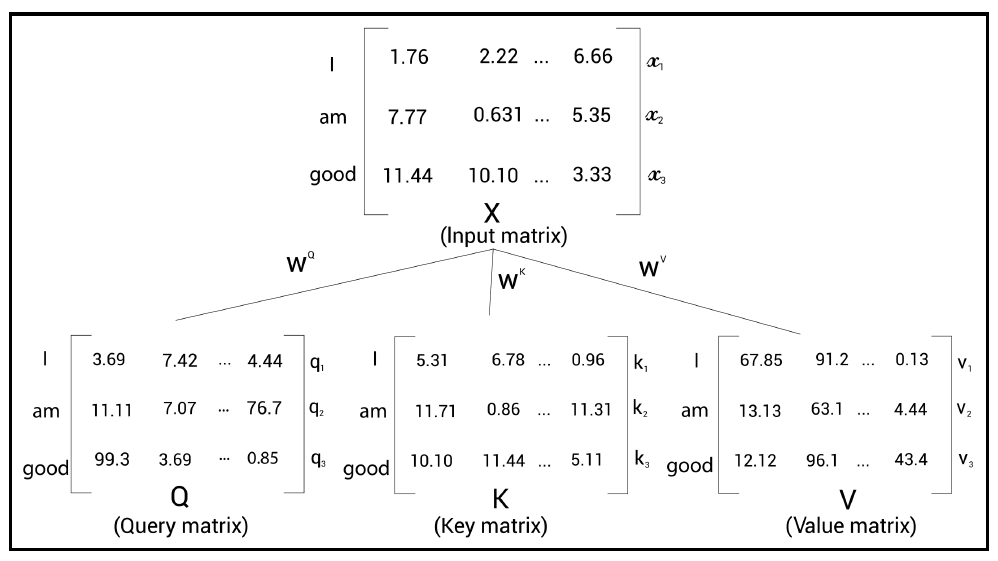 I 1.76 2.22 ... 6.66 x₁
am 7.77 0.631 ... 5.35 x₂
good 11.44 10.10 ... 3.33 x₃
X
(Input matrix)
W^Q W^K W^V
I 3.69 7.42 ... 4.44 q₁ I 5.31 6.78 ... 0.96 k₁ I 67.85 91.2 ... 0.13 v₁
am 11.11 7.07 ... 76.7 q₂ am 11.71 0.86 ... 11.31 k₂ am 13.13 63.1 ... 4.44 v₂
good 99.3 3.69 ... 0.85 q₃ good 10.10 11.44 ... 5.11 k₃ good 12.12 96.1 ... 43.4 v₃
Q K V
(Query matrix) (Key matrix) (Value matrix)